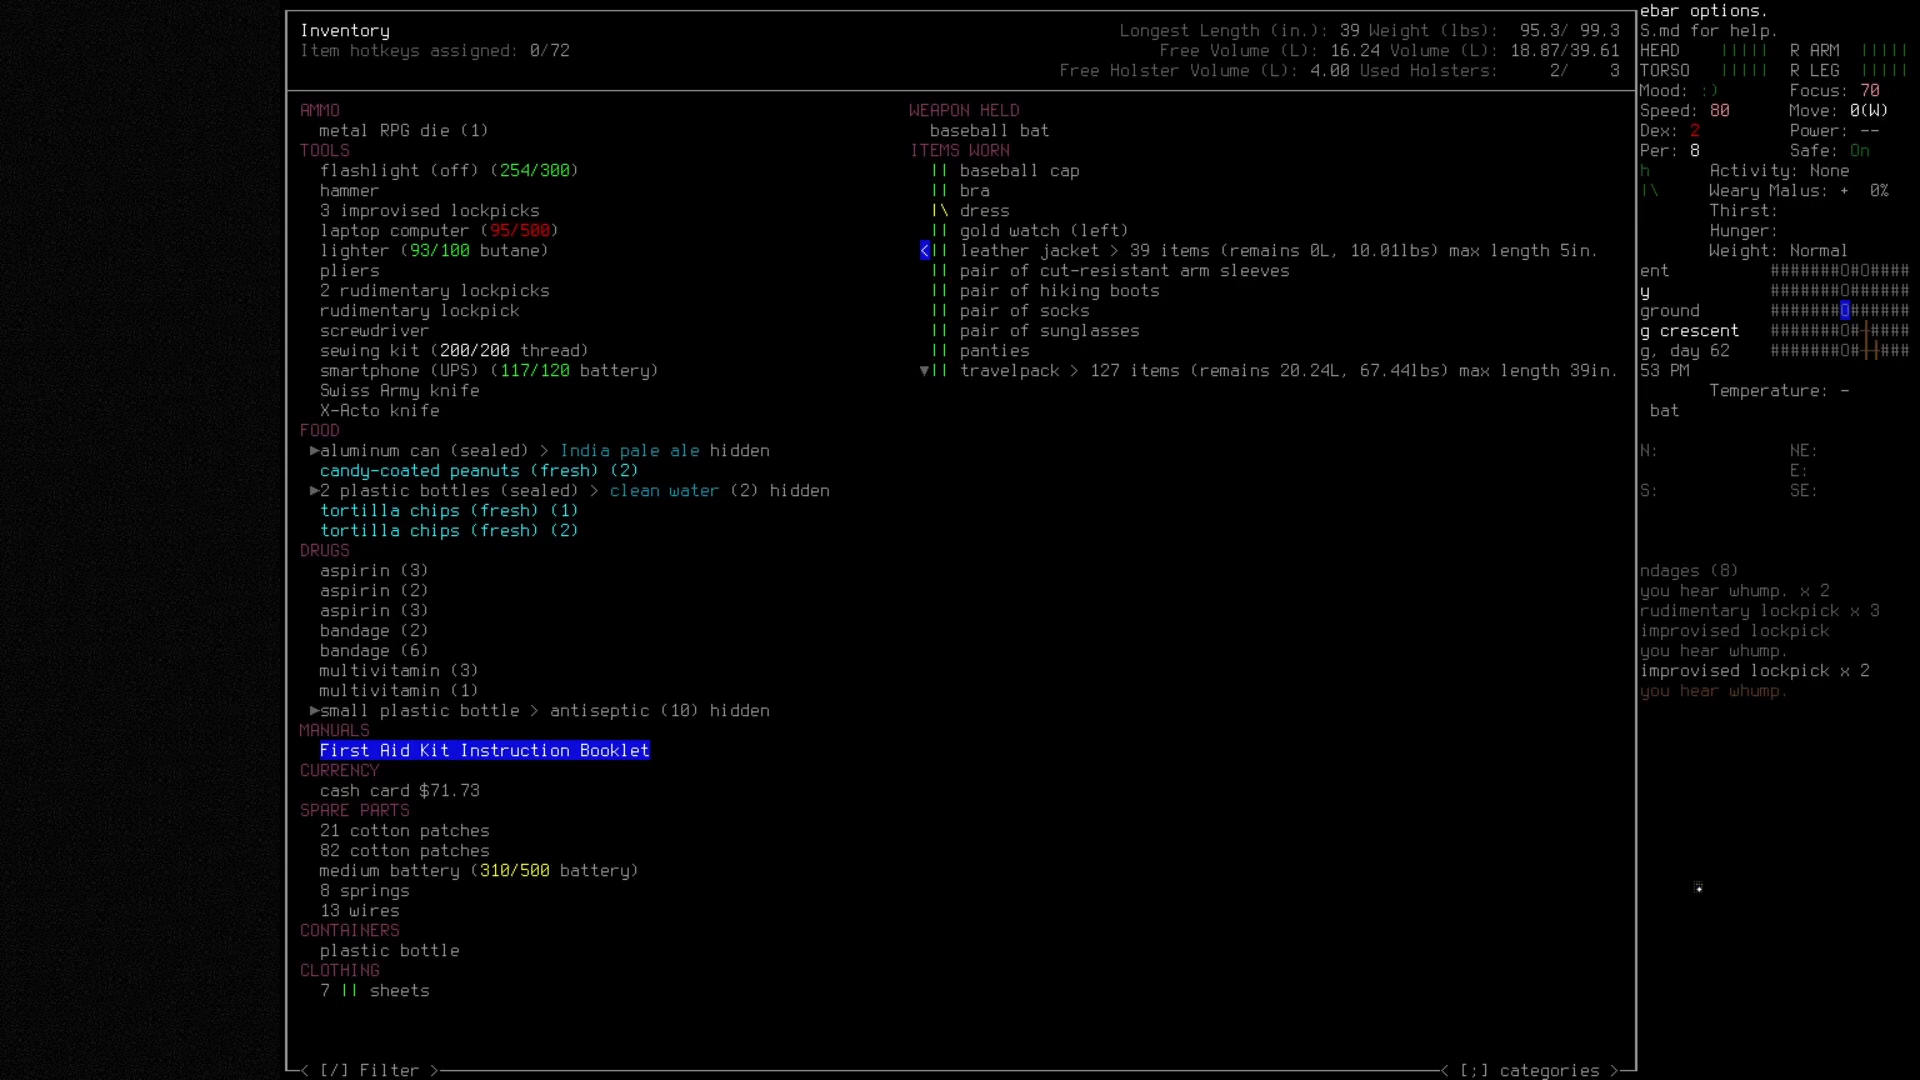 Inventory
Item hotkeys assigned: 0/72
Longest Length (in.): 39 Weight (lbs): 95.3/ 99.3
Free Volume (L): 16.24 Volume (L): 18.87/39.61
Free Holster Volume (L): 4.00 Used Holsters: 2/ 3
AMMO
metal RPG die (1)
TOOLS
flashlight (off) (254/300)
hammer
3 improvised lockpicks
laptop computer (95/500)
lighter (93/100 butane)
pliers
2 rudimentary lockpicks
rudimentary lockpick
screwdriver
sewing kit (200/200 thread)
smartphone (UPS) (117/120 battery)
Swiss Army knife
X-Acto knife
FOOD
▶aluminum can (sealed) > India pale ale hidden
candy-coated peanuts (fresh) (2)
▶2 plastic bottles (sealed) > clean water (2) hidden
tortilla chips (fresh) (1)
tortilla chips (fresh) (2)
DRUGS
aspirin (3)
aspirin (2)
aspirin (3)
bandage (2)
bandage (6)
multivitamin (3)
multivitamin (1)
▶small plastic bottle > antiseptic (10) hidden
MANUALS
First Aid Kit Instruction Booklet
CURRENCY
cash card $71.73
SPARE PARTS
21 cotton patches
82 cotton patches
medium battery (310/500 battery)
8 springs
13 wires
CONTAINERS
plastic bottle
CLOTHING
7 || sheets
WEAPON HELD
baseball bat
ITEMS WORN
|| baseball cap
|| bra
|\ dress
|| gold watch (left)
<|| leather jacket > 39 items (remains 0L, 10.01lbs) max length 5in.
|| pair of cut-resistant arm sleeves
|| pair of hiking boots
|| pair of socks
|| pair of sunglasses
|| panties
▼|| travelpack > 127 items (remains 20.24L, 67.44lbs) max length 39in.
< [/] Filter >
< [;] categories >
ebar options.
S.md for help.
HEAD ||||| R ARM |||||
TORSO ||||| R LEG |||||
Mood: :) Focus: 70
Speed: 80 Move: 0(W)
Dex: 2 Power: --
Per: 8 Safe: On
h Activity: None
|\ Weary Malus: + 0%
Thirst:
Hunger:
Weight: Normal
ent #######O#O####
y #######O######
ground #######O######
g crescent #######O#┼####
g, day 62 #######O#┼┼###
53 PM
Temperature: -
bat
N: NE:
E:
S: SE:
ndages (8)
you hear whump. x 2
rudimentary lockpick x 3
improvised lockpick
you hear whump.
improvised lockpick x 2
you hear whump.